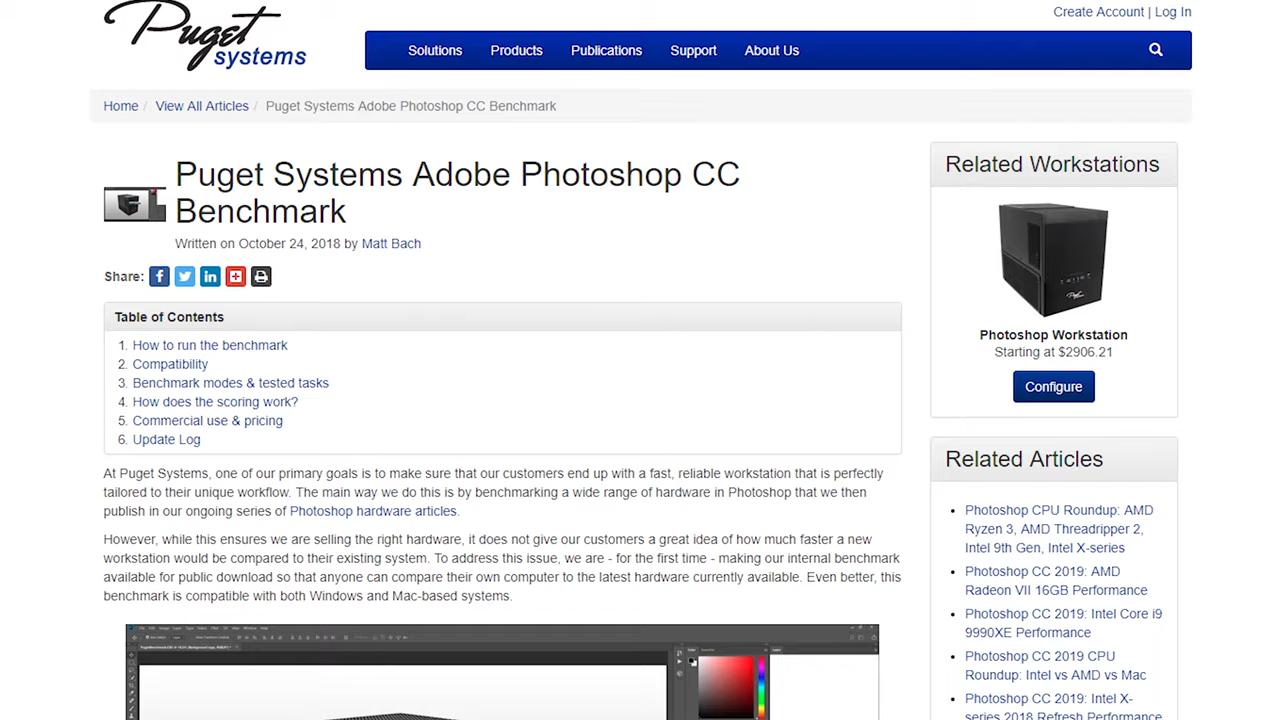 Puget
systems
Create Account | Log In
Solutions Products Publications Support About Us
Home / View All Articles / Puget Systems Adobe Photoshop CC Benchmark
Puget Systems Adobe Photoshop CC
Benchmark
Written on October 24, 2018 by Matt Bach
Share:
Table of Contents
1. How to run the benchmark
2. Compatibility
3. Benchmark modes & tested tasks
4. How does the scoring work?
5. Commercial use & pricing
6. Update Log
At Puget Systems, one of our primary goals is to make sure that our customers end up with a fast, reliable workstation that is perfectly
tailored to their unique workflow. The main way we do this is by benchmarking a wide range of hardware in Photoshop that we then
publish in our ongoing series of Photoshop hardware articles.
However, while this ensures we are selling the right hardware, it does not give our customers a great idea of how much faster a new
workstation would be compared to their existing system. To address this issue, we are - for the first time - making our internal benchmark
available for public download so that anyone can compare their own computer to the latest hardware currently available. Even better, this
benchmark is compatible with both Windows and Mac-based systems.
Related Workstations
Puget
Photoshop Workstation
Starting at $2906.21
Configure
Related Articles
• Photoshop CPU Roundup: AMD
Ryzen 3, AMD Threadripper 2,
Intel 9th Gen, Intel X-series
• Photoshop CC 2019: AMD
Radeon VII 16GB Performance
• Photoshop CC 2019: Intel Core i9
9990XE Performance
• Photoshop CC 2019 CPU
Roundup: Intel vs AMD vs Mac
• Photoshop CC 2019: Intel X-
series 2018 Refresh Performance